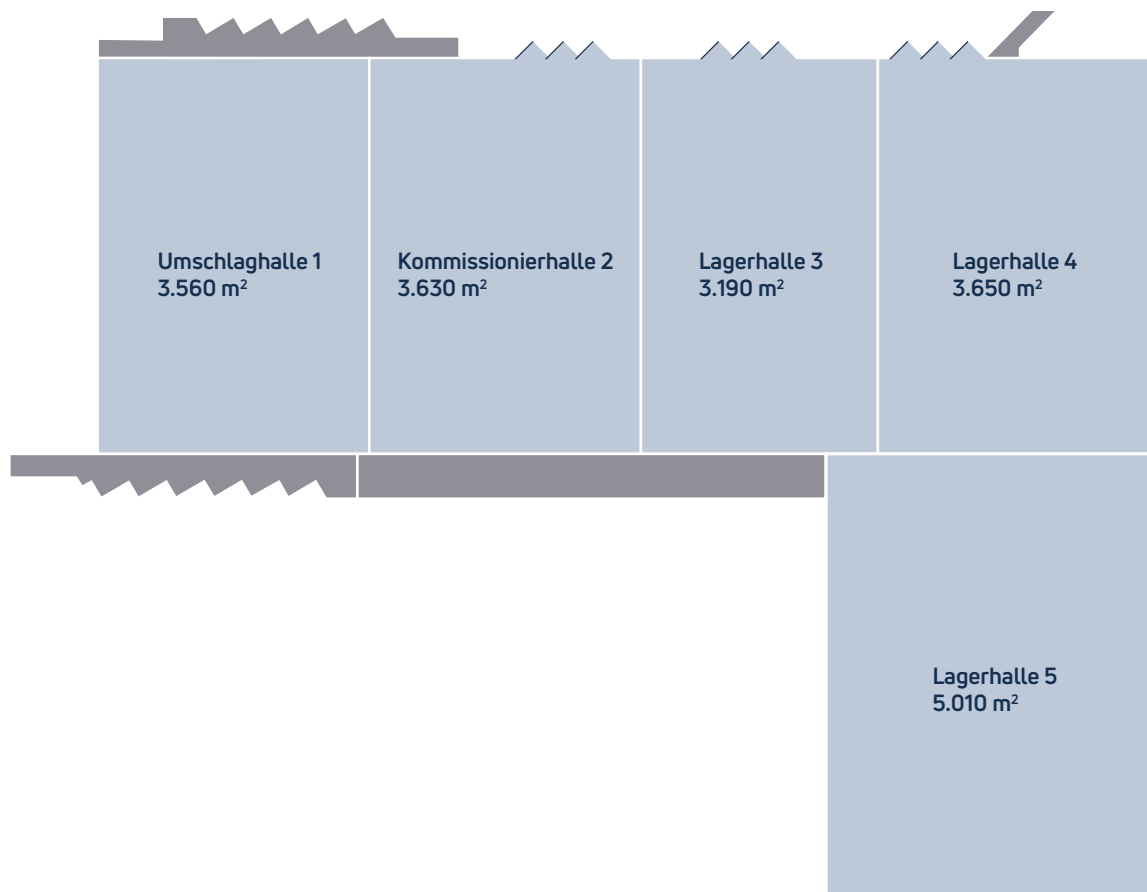 Umschlaghalle 1
3.560 m²
Kommissionierhalle 2
3.630 m²
Lagerhalle 3
3.190 m²
Lagerhalle 4
3.650 m²
Lagerhalle 5
5.010 m²